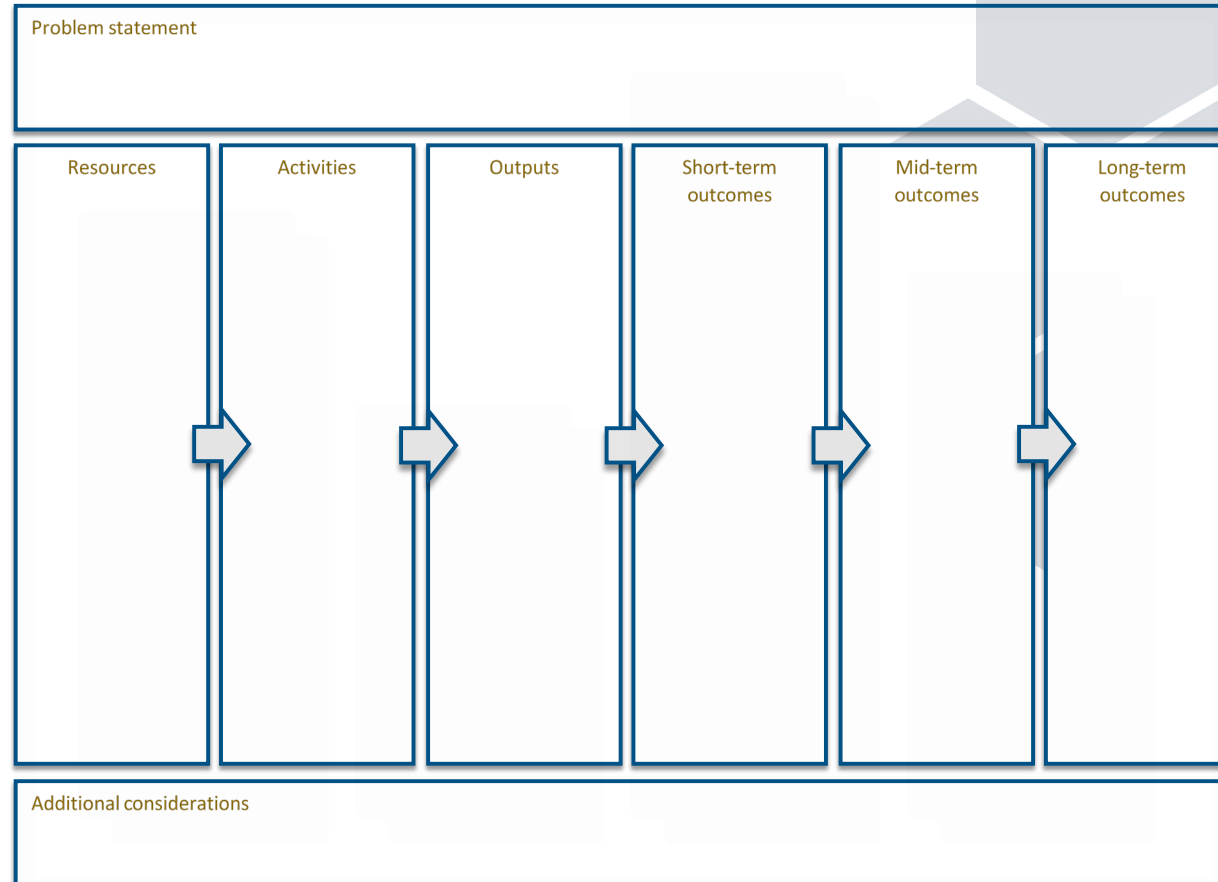 Problem statement
Resources
Activities
Outputs
Short-term
outcomes
Mid-term
outcomes
Long-term
outcomes
Additional considerations